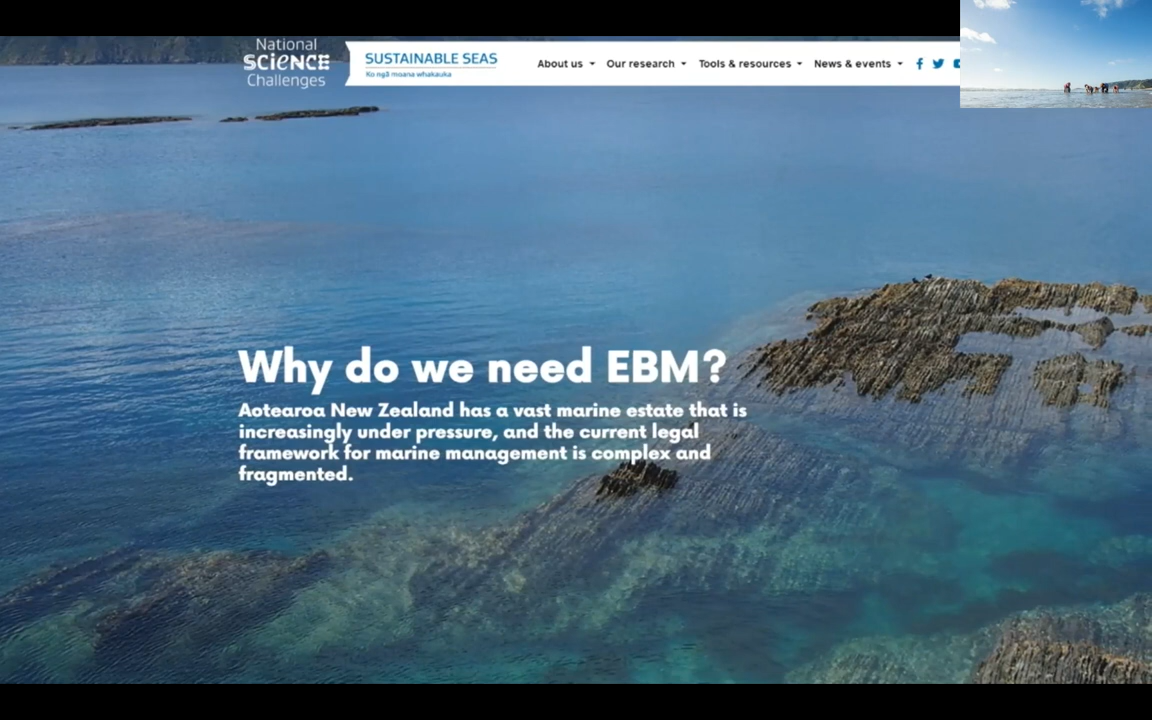 National
SCIENCE
Challenges
SUSTAINABLE SEAS
Ko ngā moana whakauka
About us
Our research
Tools & resources
News & events
Why do we need EBM?
Aotearoa New Zealand has a vast marine estate that is
increasingly under pressure, and the current legal
framework for marine management is complex and
fragmented.